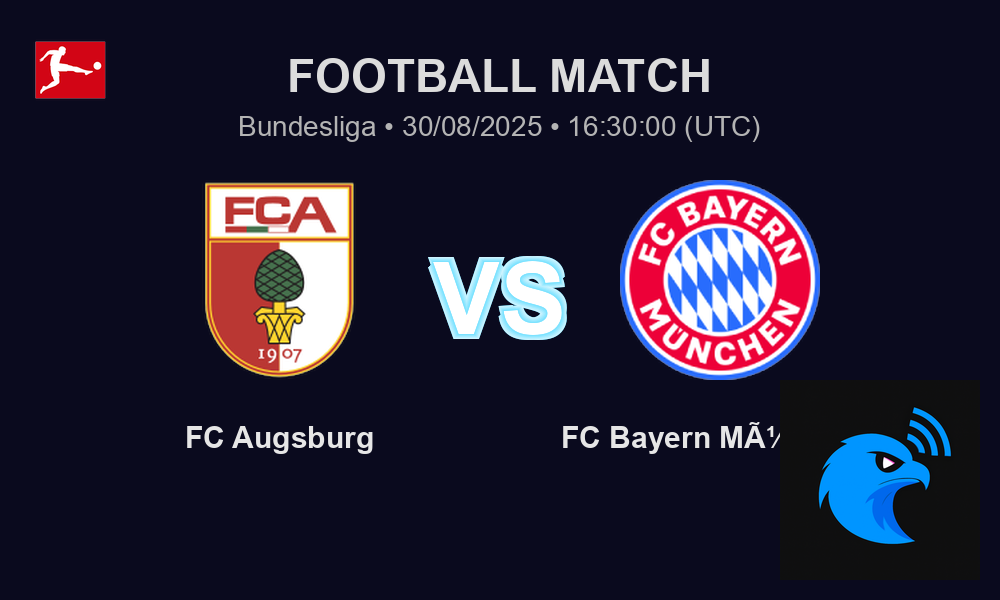 FOOTBALL MATCH
Bundesliga • 30/08/2025 • 16:30:00 (UTC)
FCA
1907
VS
FC BAYERN
MÜNCHEN
FC Augsburg
FC Bayern MÃ¼